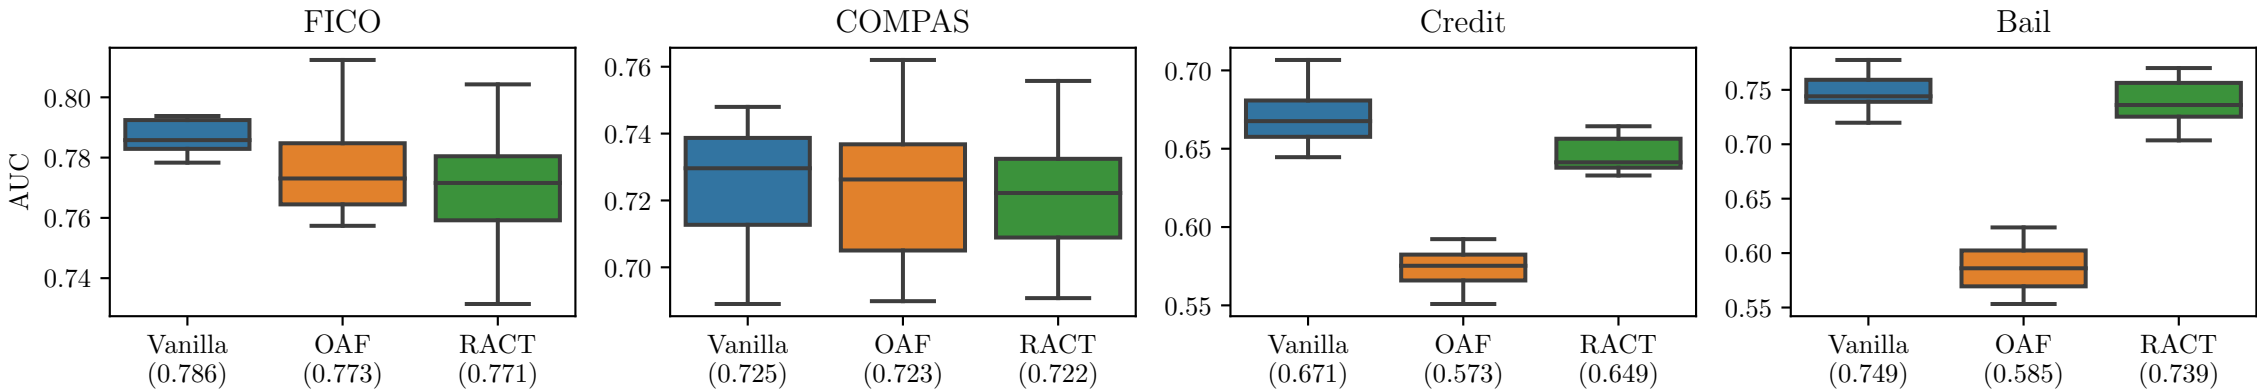 FICO
COMPAS
Credit
Bail
AUC
0.80
0.78
0.76
0.74
Vanilla
(0.786)
OAF
(0.773)
RACT
(0.771)
0.76
0.74
0.72
0.70
Vanilla
(0.725)
OAF
(0.723)
RACT
(0.722)
0.70
0.65
0.60
0.55
Vanilla
(0.671)
OAF
(0.573)
RACT
(0.649)
0.75
0.70
0.65
0.60
0.55
Vanilla
(0.749)
OAF
(0.585)
RACT
(0.739)